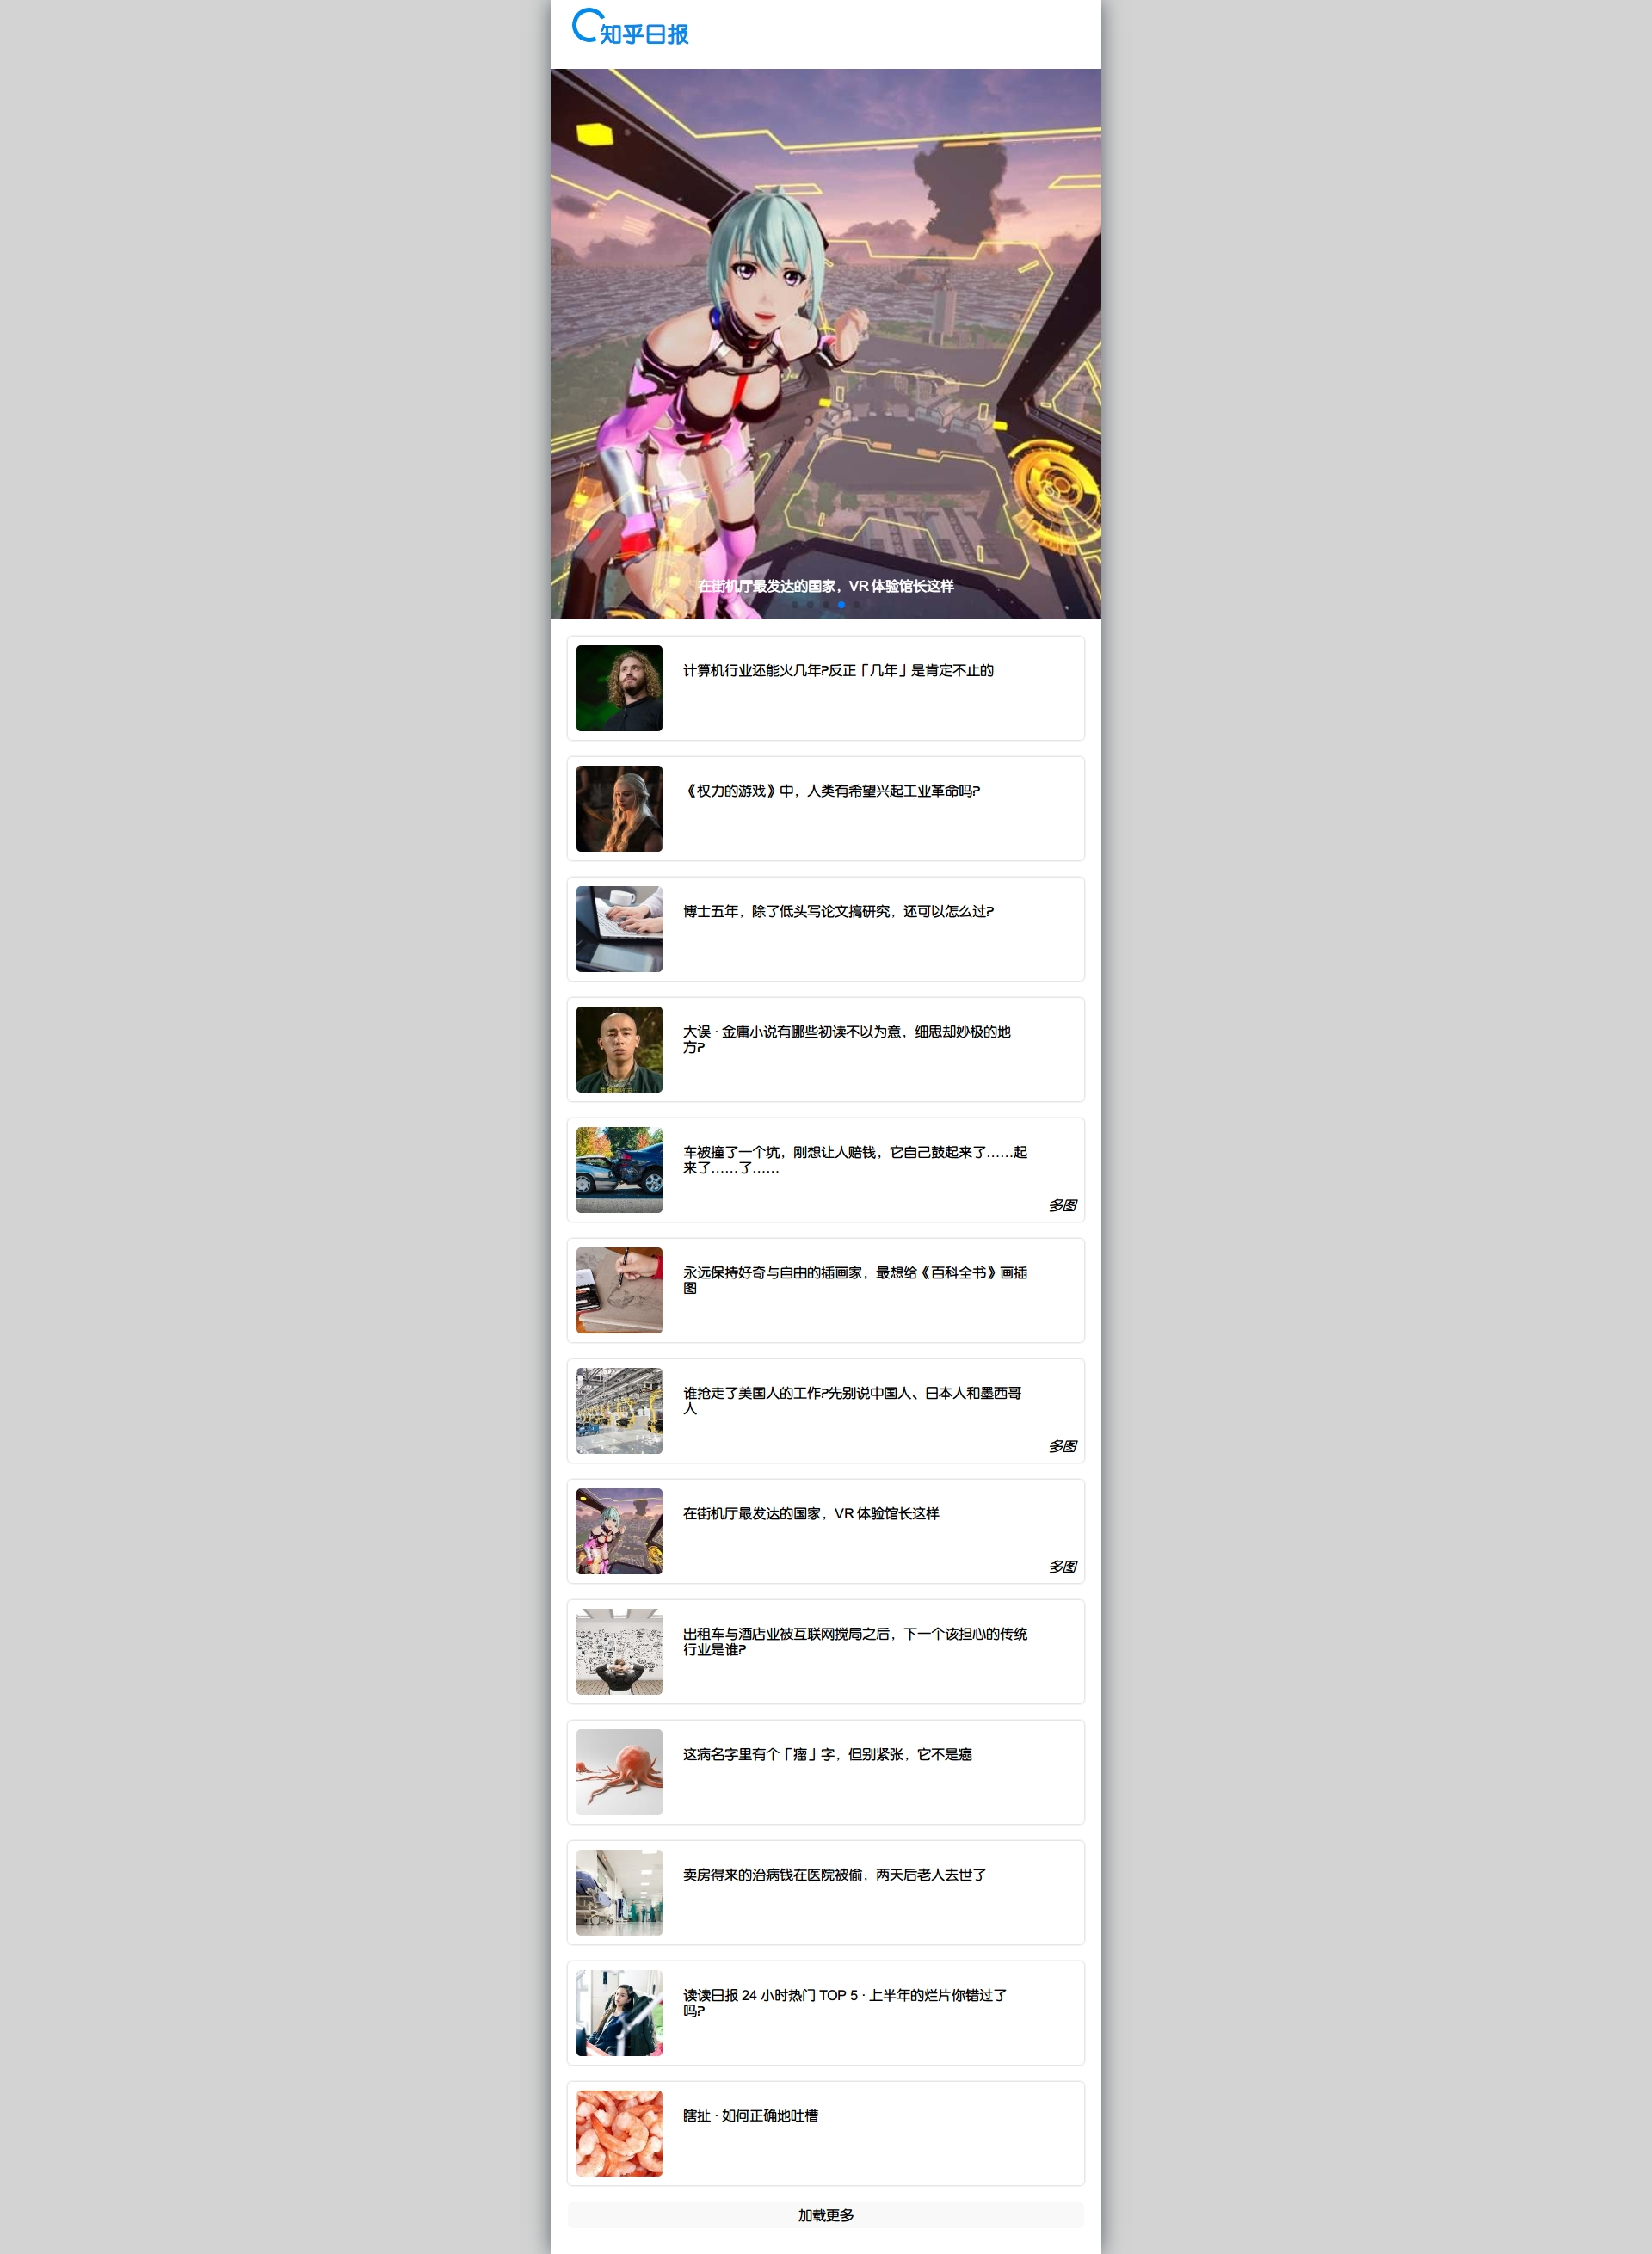 知乎日报
在街机厅最发达的国家，VR 体验馆长这样
计算机行业还能火几年?反正「几年」是肯定不止的
《权力的游戏》中，人类有希望兴起工业革命吗?
博士五年，除了低头写论文搞研究，还可以怎么过?
大误 · 金庸小说有哪些初读不以为意，细思却妙极的地
方?
车被撞了一个坑，刚想让人赔钱，它自己鼓起来了……起
来了……了……
多图
永远保持好奇与自由的插画家，最想给《百科全书》画插
图
谁抢走了美国人的工作?先别说中国人、日本人和墨西哥
人
多图
在街机厅最发达的国家，VR 体验馆长这样
多图
出租车与酒店业被互联网搅局之后，下一个该担心的传统
行业是谁?
这病名字里有个「瘤」字，但别紧张，它不是癌
卖房得来的治病钱在医院被偷，两天后老人去世了
读读日报 24 小时热门 TOP 5 · 上半年的烂片你错过了
吗?
瞎扯 · 如何正确地吐槽
加载更多